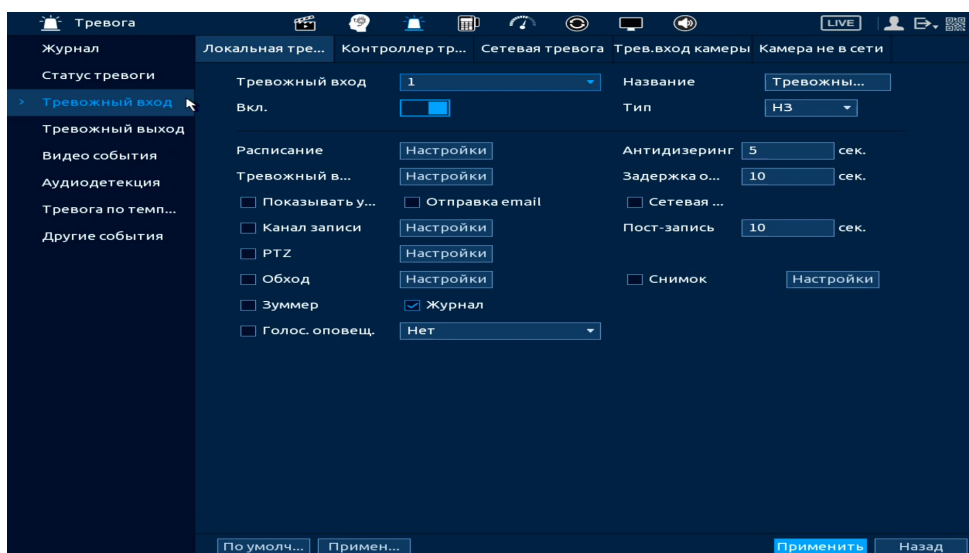 Тревога
LIVE
Журнал
Статус тревоги
Тревожный вход
Тревожный выход
Видео события
Аудиодетекция
Тревога по темп...
Другие события
Локальная тре... Контроллер тр... Сетевая тревога Трев.вход камеры Камера не в сети
Тревожный вход 1 Название Тревожны...
Вкл. Тип НЗ
Расписание Настройки Антидизеринг 5 сек.
Тревожный в... Настройки Задержка о... 10 сек.
Показывать у... Отправка email Сетевая ...
Канал записи Настройки Пост-запись 10 сек.
PTZ Настройки
Обход Настройки Снимок Настройки
Зуммер Журнал
Голос. оповещ. Нет
По умолч... Примен... Применить Назад